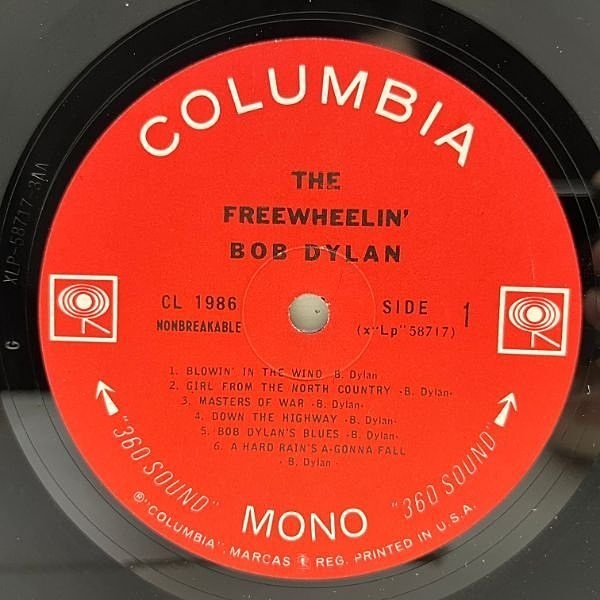 COLUMBIA
THE
FREEWHEELIN'
BOB DYLAN
CL 1986
NONBREAKABLE
SIDE 1
(x"Lp" 58717)
1. BLOWIN' IN THE WIND -B. Dylan
2. GIRL FROM THE NORTH COUNTRY -B. Dylan-
3. MASTERS OF WAR -B. Dylan-
4. DOWN THE HIGHWAY -B. Dylan-
5. BOB DYLAN'S BLUES -B. Dylan-
6. A HARD RAIN'S A-GONNA FALL
-B. Dylan-
"360 SOUND"
MONO
"360 SOUND"
® "COLUMBIA", MARCAS REG. PRINTED IN U.S.A.
XLP-58717-3AA
G